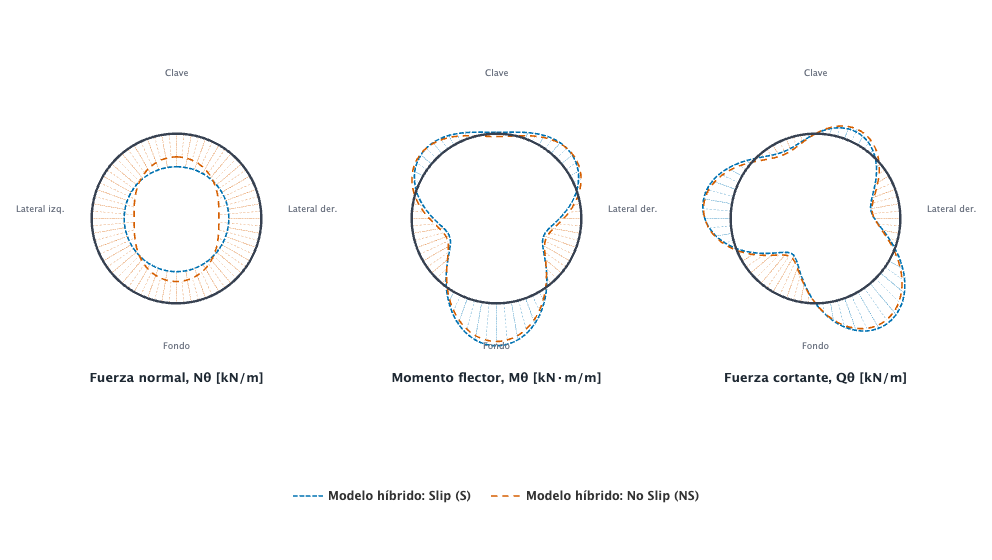 Clave
Clave
Clave
Lateral izq.
Lateral der.
Lateral der.
Lateral der.
Fondo
Fondo
Fondo
Fuerza normal, Nθ [kN/m]
Momento flector, Mθ [kN·m/m]
Fuerza cortante, Qθ [kN/m]
Modelo híbrido: Slip (S)
Modelo híbrido: No Slip (NS)